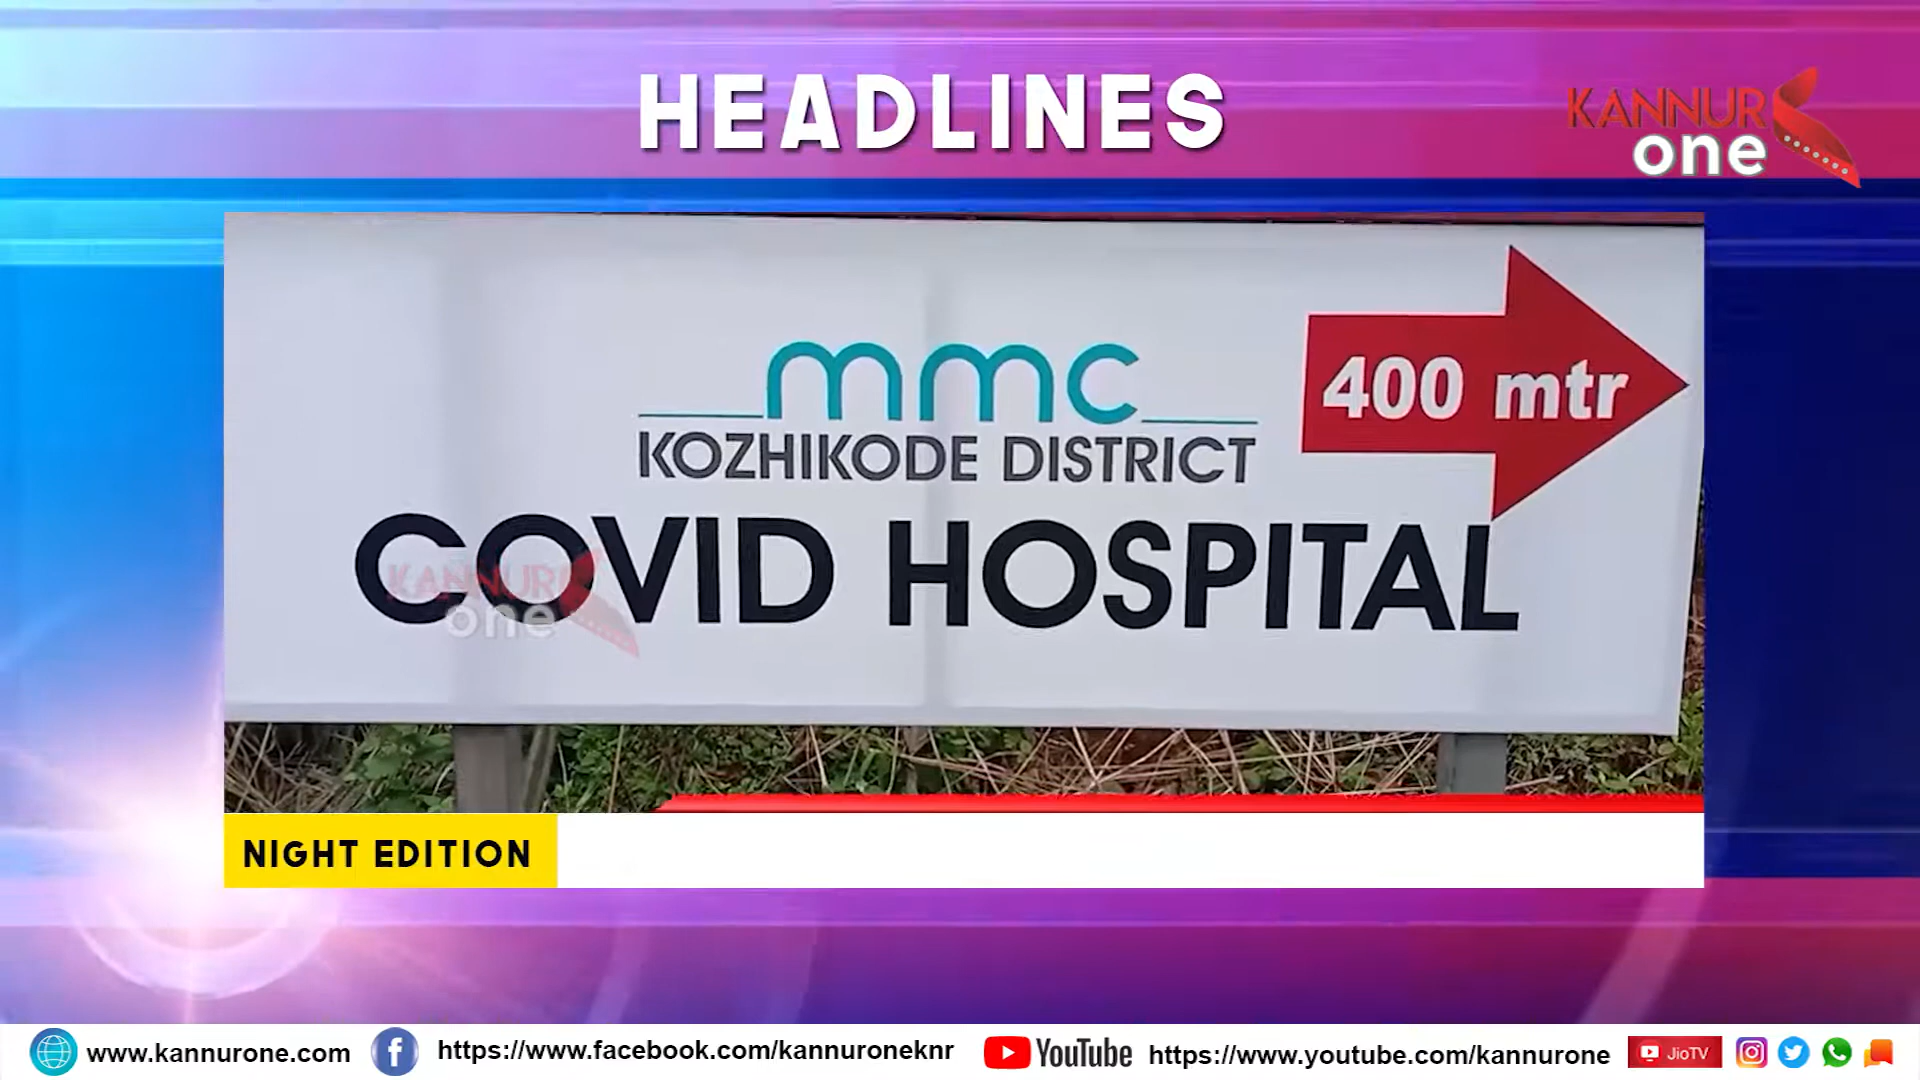 HEADLINES
KANNUR
one
mmc
400 mtr
KOZHIKODE DISTRICT
COVID HOSPITAL
KANNUR
one
NIGHT EDITION
www.kannurone.com
https://www.facebook.com/kannuroneknr
YouTube
https://www.youtube.com/kannurone
JioTV